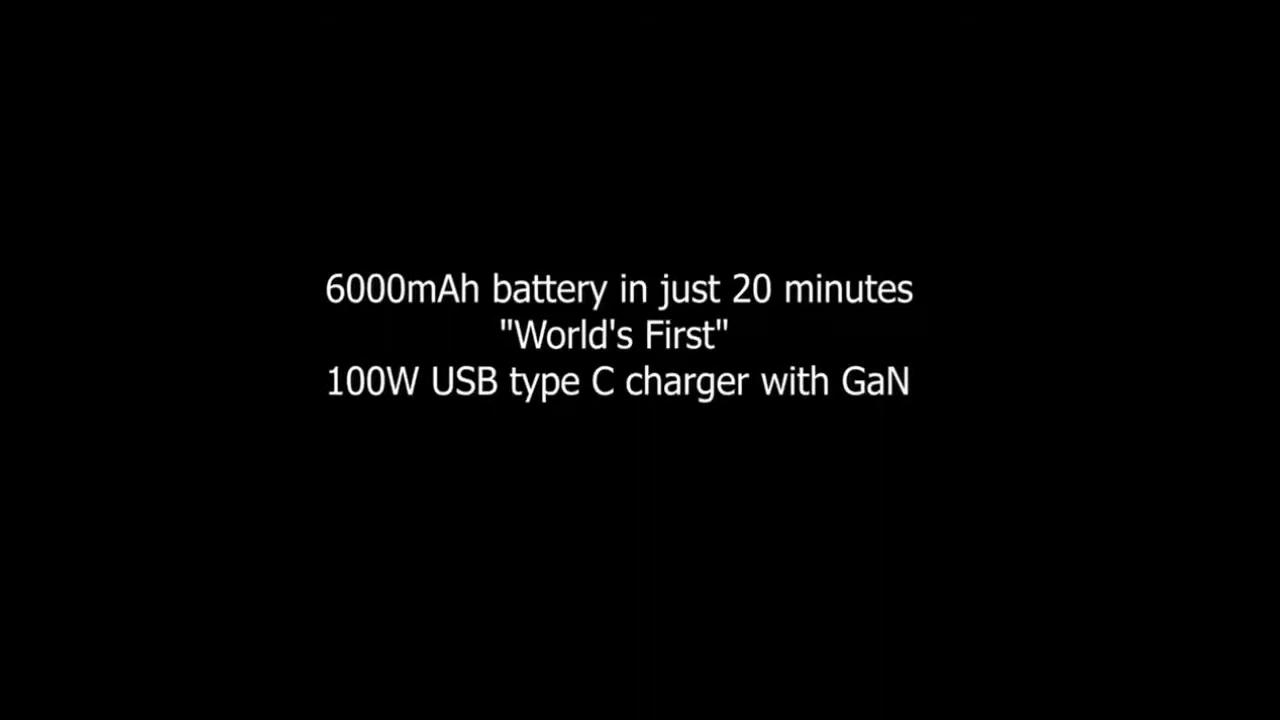 6000mAh battery in just 20 minutes
"World's First"
100W USB type C charger with GaN